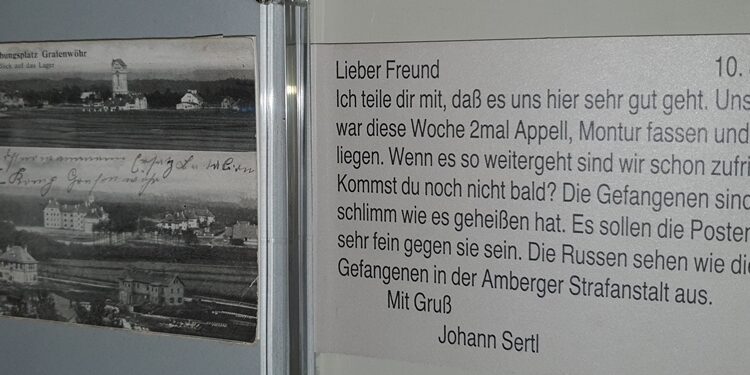 bungsplatz Grafenwöhr
Blick auf das Lager
Lieber Freund 10.
Ich teile dir mit, daß es uns hier sehr gut geht. Uns
war diese Woche 2mal Appell, Montur fassen und
liegen. Wenn es so weitergeht sind wir schon zufri
Kommst du noch nicht bald? Die Gefangenen sind
schlimm wie es geheißen hat. Es sollen die Posten
sehr fein gegen sie sein. Die Russen sehen wie die
Gefangenen in der Amberger Strafanstalt aus.
Mit Gruß
Johann Sertl